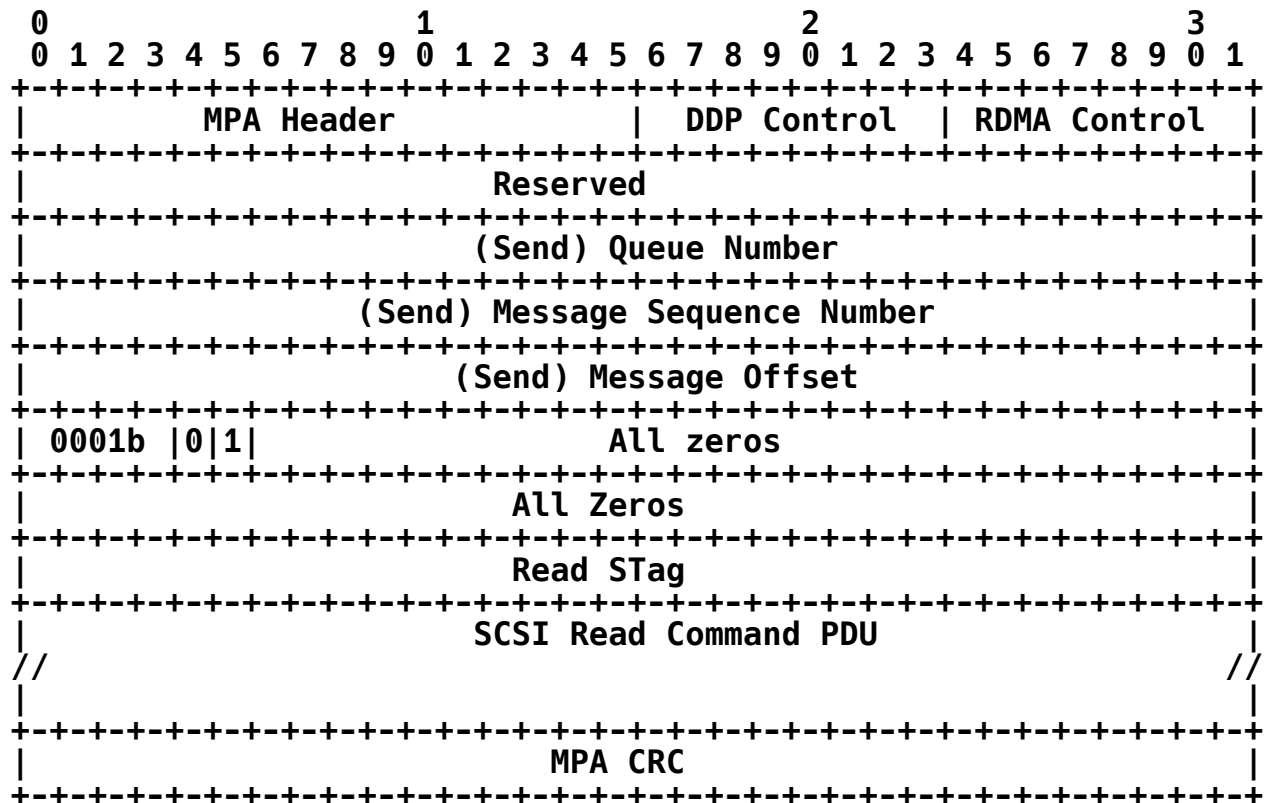 0                   1                   2                   3
 0 1 2 3 4 5 6 7 8 9 0 1 2 3 4 5 6 7 8 9 0 1 2 3 4 5 6 7 8 9 0 1
+-+-+-+-+-+-+-+-+-+-+-+-+-+-+-+-+-+-+-+-+-+-+-+-+-+-+-+-+-+-+-+-+
|         MPA Header            |  DDP Control  | RDMA Control  |
+-+-+-+-+-+-+-+-+-+-+-+-+-+-+-+-+-+-+-+-+-+-+-+-+-+-+-+-+-+-+-+-+
|                        Reserved                               |
+-+-+-+-+-+-+-+-+-+-+-+-+-+-+-+-+-+-+-+-+-+-+-+-+-+-+-+-+-+-+-+-+
|                       (Send) Queue Number                     |
+-+-+-+-+-+-+-+-+-+-+-+-+-+-+-+-+-+-+-+-+-+-+-+-+-+-+-+-+-+-+-+-+
|                 (Send) Message Sequence Number                |
+-+-+-+-+-+-+-+-+-+-+-+-+-+-+-+-+-+-+-+-+-+-+-+-+-+-+-+-+-+-+-+-+
|                      (Send) Message Offset                    |
+-+-+-+-+-+-+-+-+-+-+-+-+-+-+-+-+-+-+-+-+-+-+-+-+-+-+-+-+-+-+-+-+
| 0001b |0|1|                  All zeros                        |
+-+-+-+-+-+-+-+-+-+-+-+-+-+-+-+-+-+-+-+-+-+-+-+-+-+-+-+-+-+-+-+-+
|                         All Zeros                             |
+-+-+-+-+-+-+-+-+-+-+-+-+-+-+-+-+-+-+-+-+-+-+-+-+-+-+-+-+-+-+-+-+
|                         Read STag                             |
+-+-+-+-+-+-+-+-+-+-+-+-+-+-+-+-+-+-+-+-+-+-+-+-+-+-+-+-+-+-+-+-+
|                       SCSI Read Command PDU                   |
//                                                             //
|                                                               |
+-+-+-+-+-+-+-+-+-+-+-+-+-+-+-+-+-+-+-+-+-+-+-+-+-+-+-+-+-+-+-+-+
|                           MPA CRC                             |
+-+-+-+-+-+-+-+-+-+-+-+-+-+-+-+-+-+-+-+-+-+-+-+-+-+-+-+-+-+-+-+-+